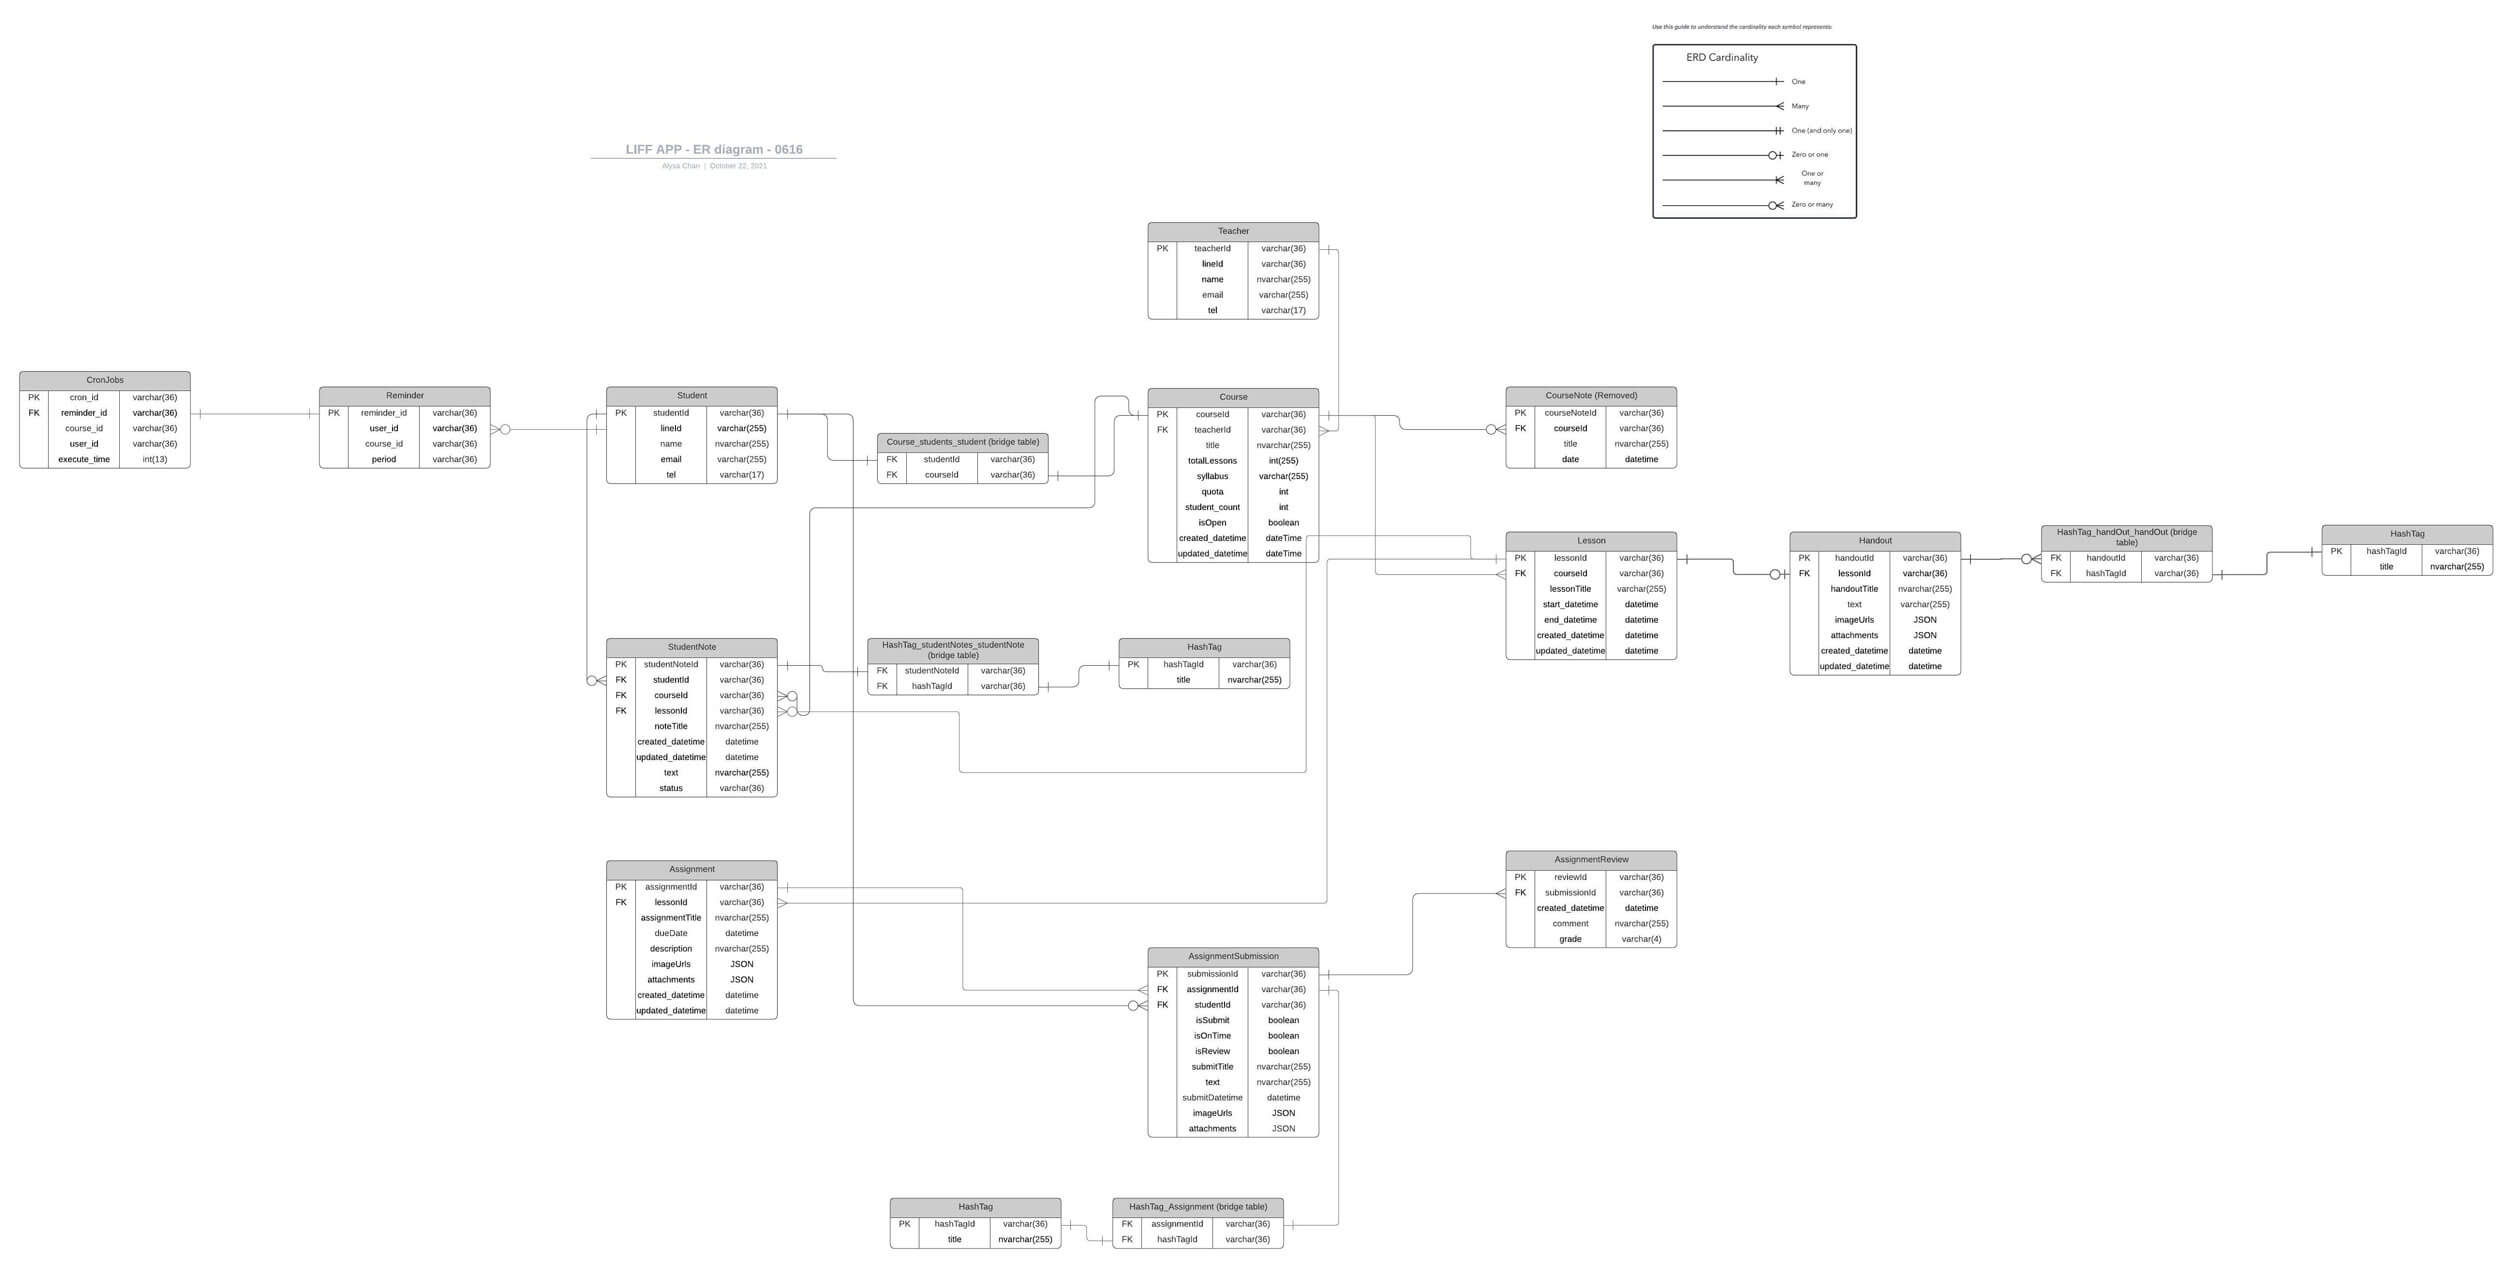 Use this guide to understand the cardinality each symbol represents:
ERD Cardinality
One
Many
One (and only one)
Zero or one
One or
many
Zero or many
LIFF APP - ER diagram - 0616
Alysa Chan | October 22, 2021
Teacher
PK teacherId varchar(36)
lineId varchar(36)
name nvarchar(255)
email varchar(255)
tel varchar(17)
CronJobs
PK cron_id varchar(36)
FK reminder_id varchar(36)
course_id varchar(36)
user_id varchar(36)
execute_time int(13)
Reminder
PK reminder_id varchar(36)
user_id varchar(36)
course_id varchar(36)
period varchar(36)
Student
PK studentId varchar(36)
lineId varchar(255)
name nvarchar(255)
email varchar(255)
tel varchar(17)
Course_students_student (bridge table)
FK studentId varchar(36)
FK courseId varchar(36)
Course
PK courseId varchar(36)
FK teacherId varchar(36)
title nvarchar(255)
totalLessons int(255)
syllabus varchar(255)
quota int
student_count int
isOpen boolean
created_datetime dateTime
updated_datetime dateTime
CourseNote (Removed)
PK courseNoteId varchar(36)
FK courseId varchar(36)
title nvarchar(255)
date datetime
Lesson
PK lessonId varchar(36)
FK courseId varchar(36)
lessonTitle varchar(255)
start_datetime datetime
end_datetime datetime
created_datetime datetime
updated_datetime datetime
Handout
PK handoutId varchar(36)
FK lessonId varchar(36)
handoutTitle nvarchar(255)
text varchar(255)
imageUrls JSON
attachments JSON
created_datetime datetime
updated_datetime datetime
HashTag_handOut_handOut (bridge
table)
FK handoutId varchar(36)
FK hashTagId varchar(36)
HashTag
PK hashTagId varchar(36)
title nvarchar(255)
StudentNote
PK studentNoteId varchar(36)
FK studentId varchar(36)
FK courseId varchar(36)
FK lessonId varchar(36)
noteTitle nvarchar(255)
created_datetime datetime
updated_datetime datetime
text nvarchar(255)
status varchar(36)
HashTag_studentNotes_studentNote
(bridge table)
FK studentNoteId varchar(36)
FK hashTagId varchar(36)
HashTag
PK hashTagId varchar(36)
title nvarchar(255)
Assignment
PK assignmentId varchar(36)
FK lessonId varchar(36)
assignmentTitle nvarchar(255)
dueDate datetime
description nvarchar(255)
imageUrls JSON
attachments JSON
created_datetime datetime
updated_datetime datetime
AssignmentReview
PK reviewId varchar(36)
FK submissionId varchar(36)
created_datetime datetime
comment nvarchar(255)
grade varchar(4)
AssignmentSubmission
PK submissionId varchar(36)
FK assignmentId varchar(36)
FK studentId varchar(36)
isSubmit boolean
isOnTime boolean
isReview boolean
submitTitle nvarchar(255)
text nvarchar(255)
submitDatetime datetime
imageUrls JSON
attachments JSON
HashTag
PK hashTagId varchar(36)
title nvarchar(255)
HashTag_Assignment (bridge table)
FK assignmentId varchar(36)
FK hashTagId varchar(36)